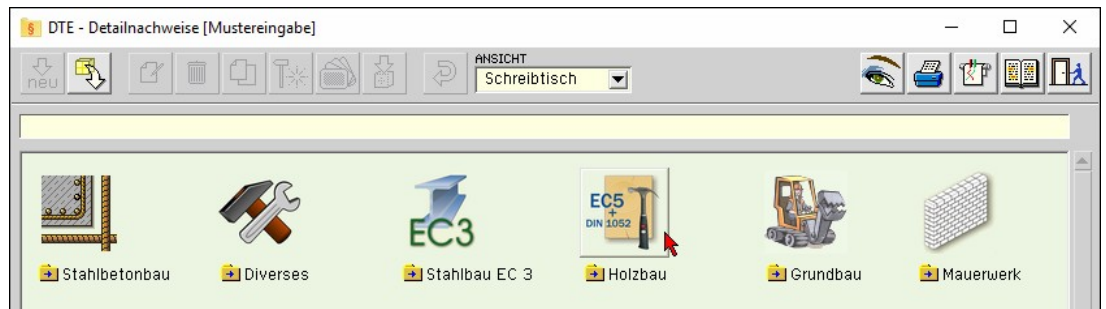 § DTE - Detailnachweise [Mustereingabe]
neu
ANSICHT
Schreibtisch
EC3
EC5
+
DIN 1052
Stahlbetonbau
Diverses
Stahlbau EC 3
Holzbau
Grundbau
Mauerwerk